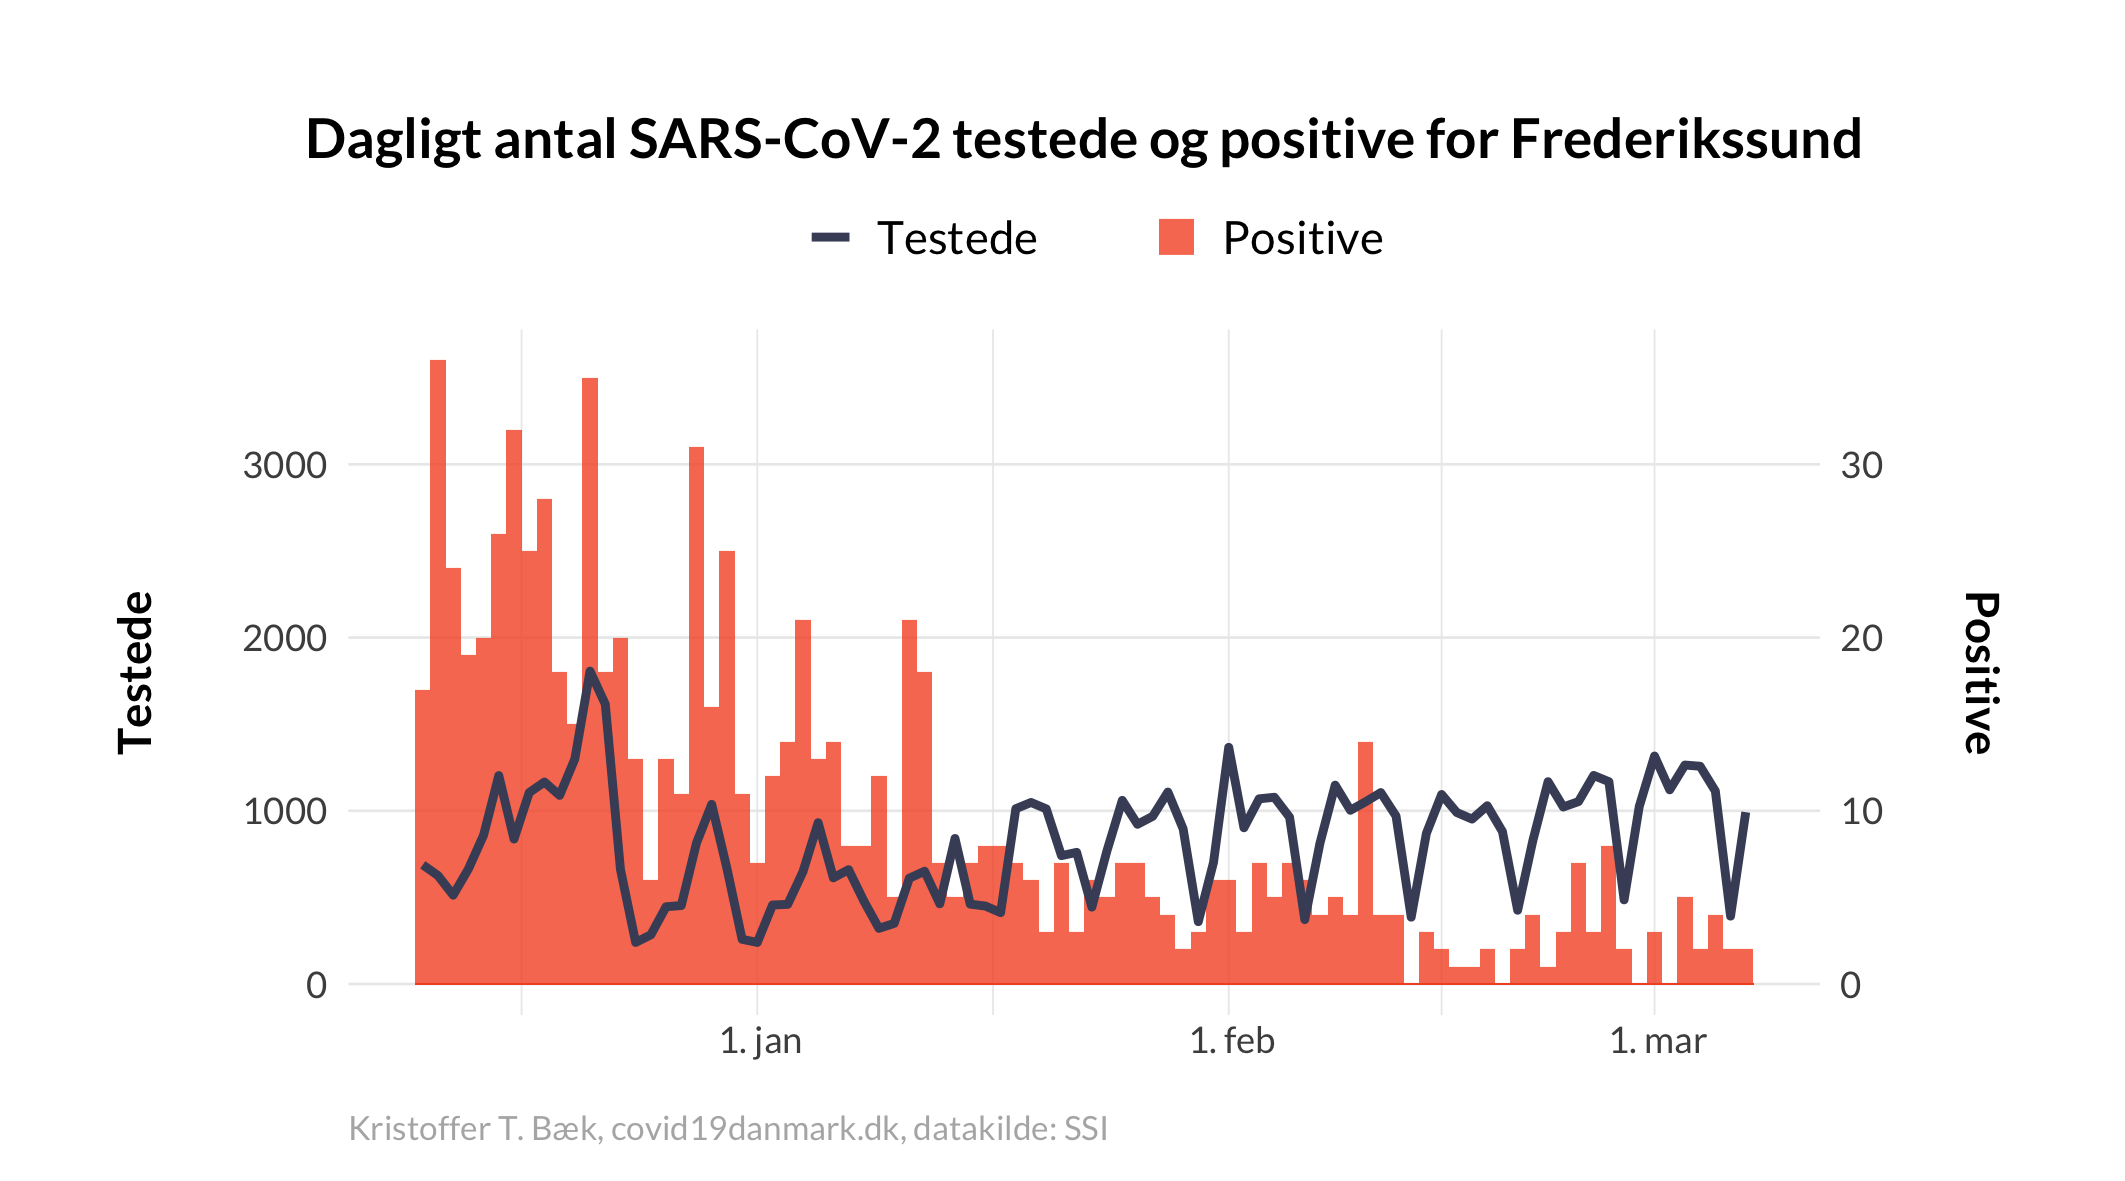 Dagligt antal SARS-CoV-2 testede og positive for Frederikssund
Testede
Positive
Testede
3000
2000
1000
0
30
20
10
0
Positive
1. jan
1. feb
1. mar
Kristoffer T. Bæk, covid19danmark.dk, datakilde: SSI